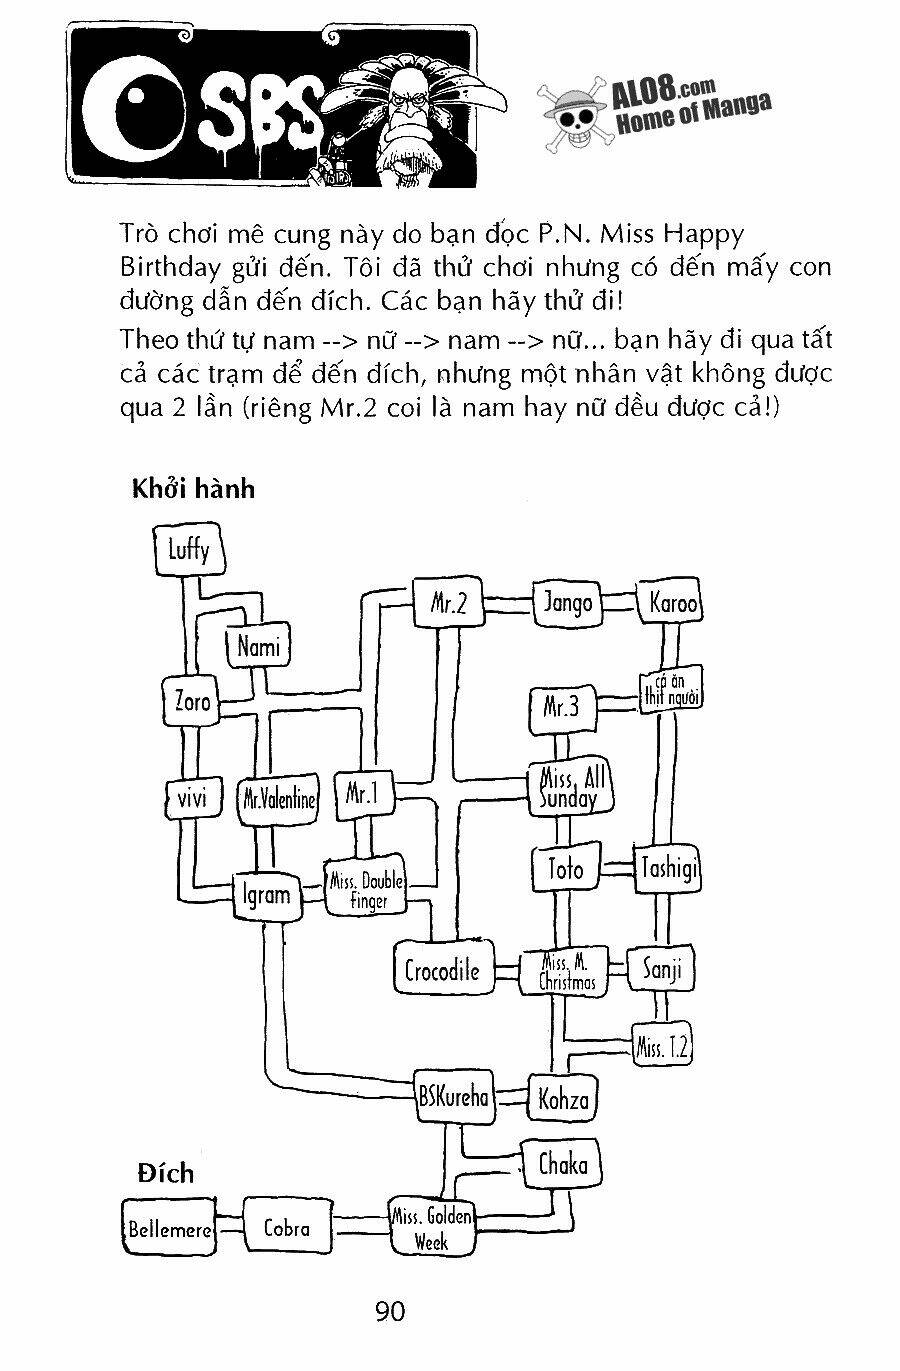 SBS
ALO8.com
Home of Manga
Trò chơi mê cung này do bạn đọc P.N. Miss Happy
Birthday gửi đến. Tôi đã thử chơi nhưng có đến mấy con
đường dẫn đến đích. Các bạn hãy thử đi!
Theo thứ tự nam --> nữ --> nam --> nữ... bạn hãy đi qua tất
cả các trạm để đến đích, nhưng một nhân vật không được
qua 2 lần (riêng Mr.2 coi là nam hay nữ đều được cả!)
Khởi hành
Luffy
Mr.2
Jango
Karoo
Nami
Zoro
Mr.3
cá ăn
thịt người
vivi
Mr.Valentine
Mr.1
Miss. All
Sunday
Igram
Miss. Double
Finger
Toto
Tashigi
Crocodile
Miss. M.
Christmas
Sanji
Miss. T.2
BSKureha
Kohza
Chaka
Đích
Bellemere
Cobra
Miss. Golden
Week
90